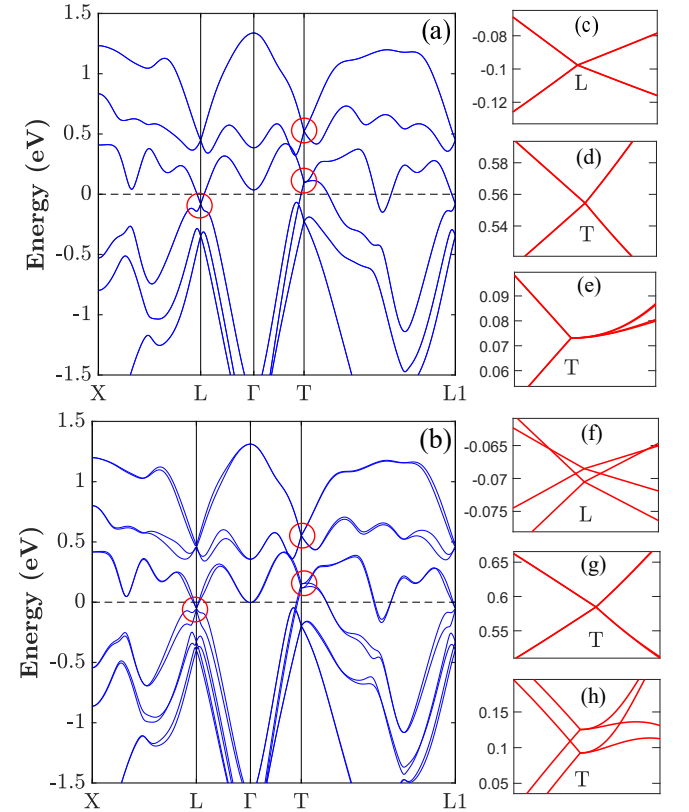 (a)
Energy (eV)
1.5
1
0.5
0
-0.5
-1
-1.5
X
L
Γ
T
L1
(c)
-0.08
-0.1
-0.12
L
(d)
0.58
0.56
0.54
T
(e)
0.09
0.08
0.07
0.06
T
(b)
Energy (eV)
1.5
1
0.5
0
-0.5
-1
-1.5
X
L
Γ
T
L1
(f)
-0.065
-0.07
-0.075
L
(g)
0.65
0.6
0.55
T
(h)
0.15
0.1
0.05
T